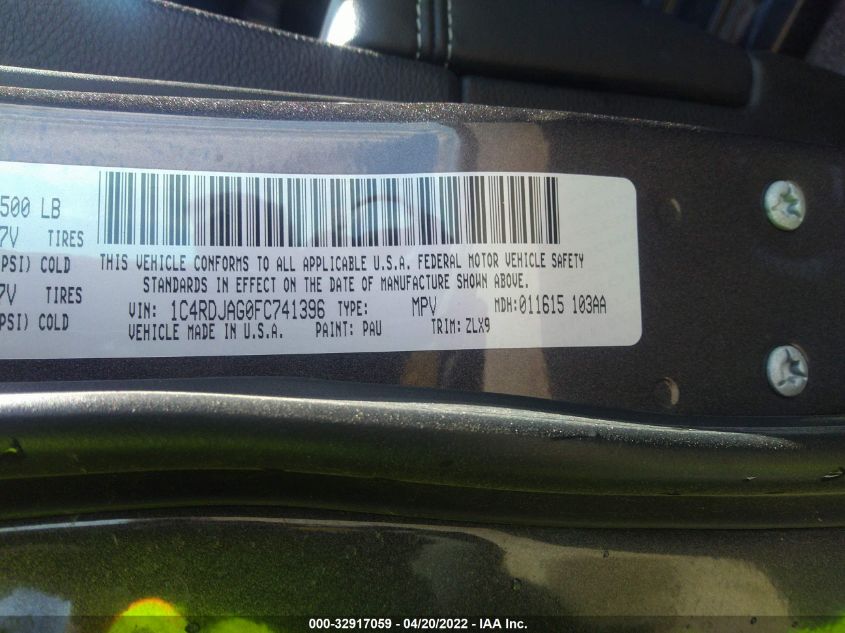 500 LB
7V TIRES
PSI) COLD
7V TIRES
PSI) COLD
THIS VEHICLE CONFORMS TO ALL APPLICABLE U.S.A. FEDERAL MOTOR VEHICLE SAFETY
STANDARDS IN EFFECT ON THE DATE OF MANUFACTURE SHOWN ABOVE.
VIN: 1C4RDJAG0FC741396 TYPE: MPV MDH:011615 103AA
VEHICLE MADE IN U.S.A. PAINT: PAU TRIM: ZLX9
000-32917059 - 04/20/2022 - IAA Inc.